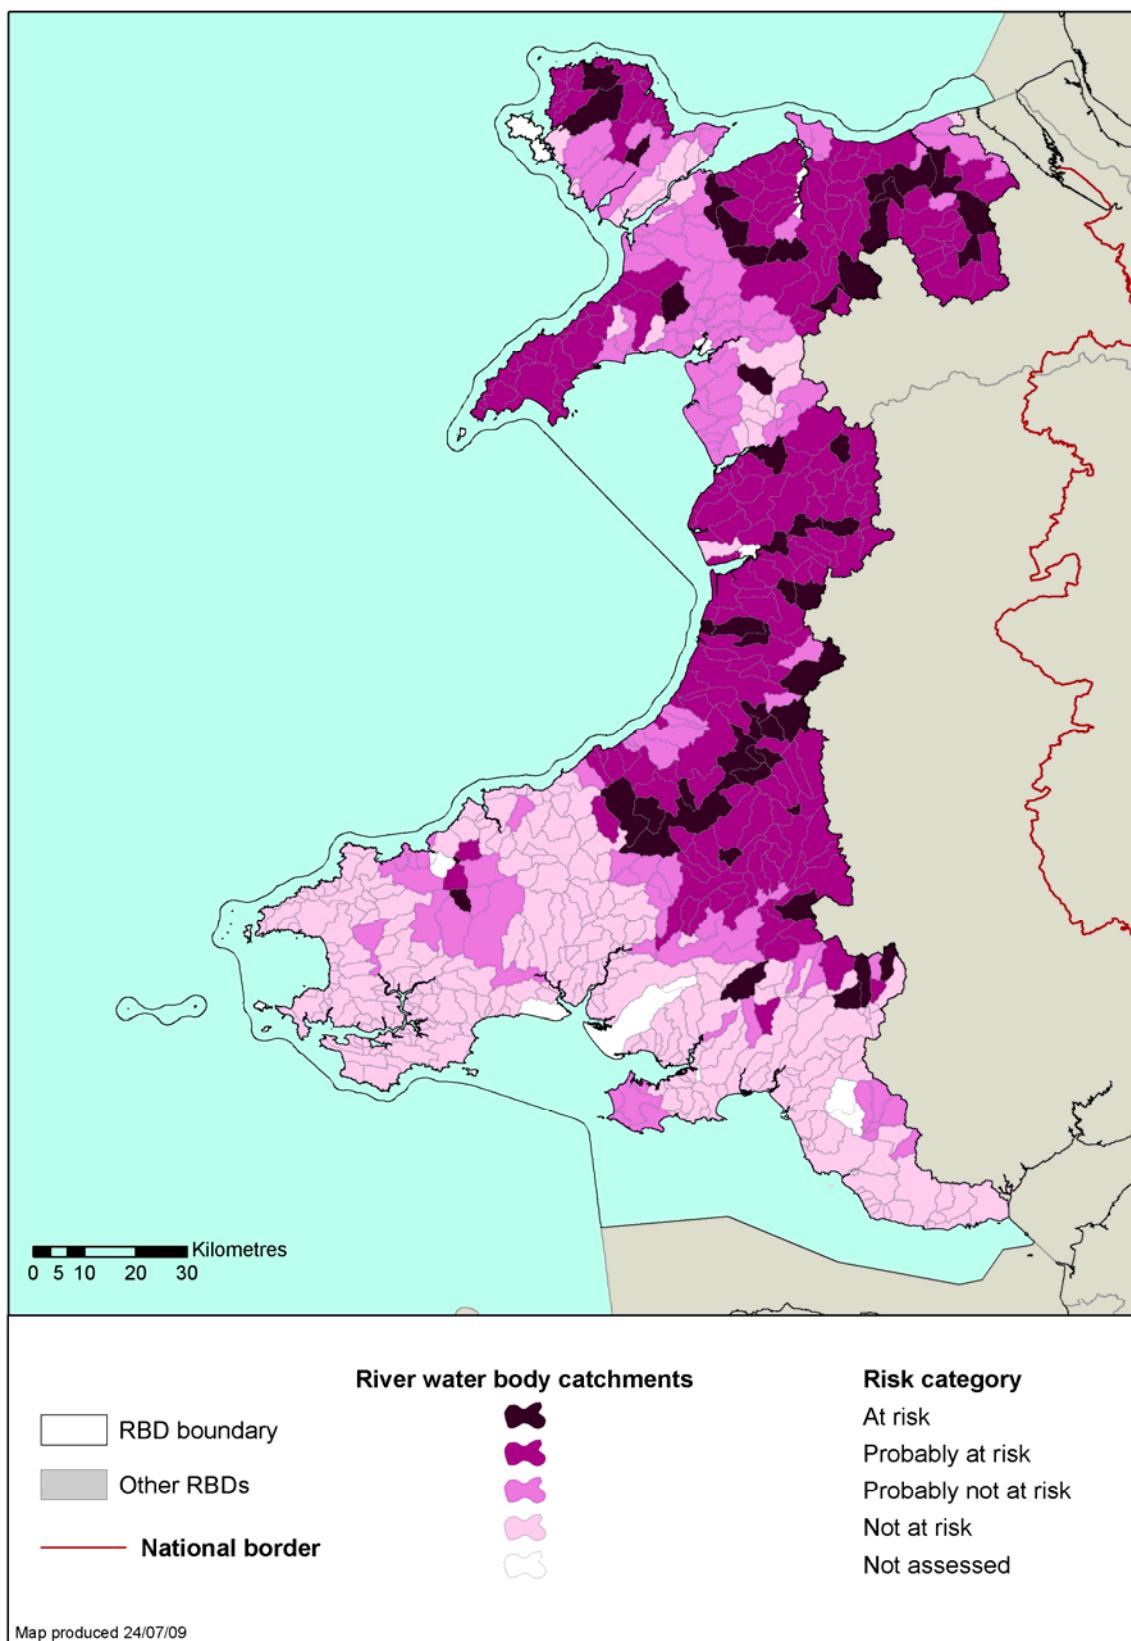 Kilometres
0 5 10 20 30
River water body catchments
Risk category
At risk
RBD boundary
Probably at risk
Other RBDs
Probably not at risk
Not at risk
National border
Not assessed
Map produced 24/07/09